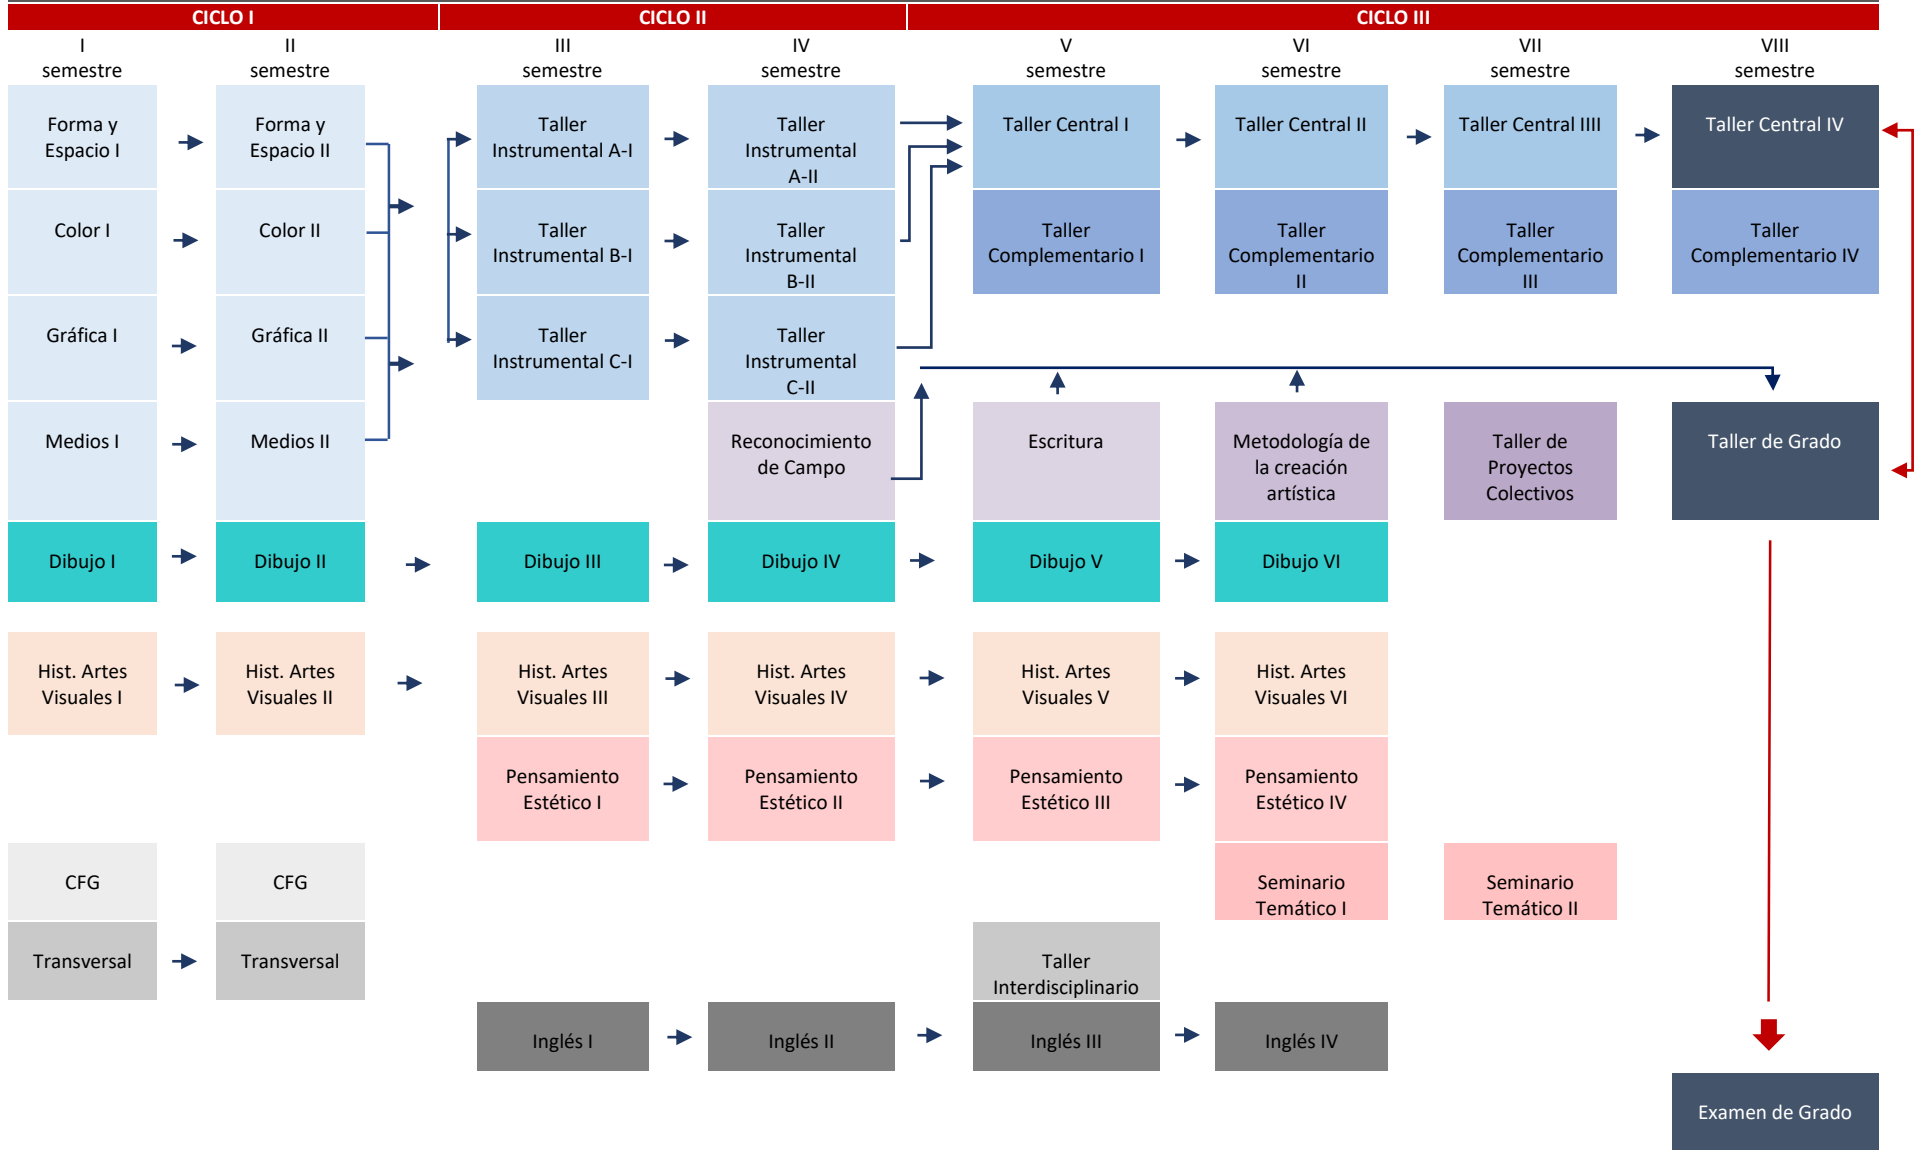 CICLO I
CICLO II
CICLO III
I
semestre
II
semestre
III
semestre
IV
semestre
V
semestre
VI
semestre
VII
semestre
VIII
semestre
Forma y
Espacio I
Forma y
Espacio II
Taller
Instrumental A-I
Taller
Instrumental
A-II
Taller Central I
Taller Central II
Taller Central IIII
Taller Central IV
Color I
Color II
Taller
Instrumental B-I
Taller
Instrumental
B-II
Taller
Complementario I
Taller
Complementario
II
Taller
Complementario
III
Taller
Complementario IV
Gráfica I
Gráfica II
Taller
Instrumental C-I
Taller
Instrumental
C-II
Medios I
Medios II
Reconocimiento
de Campo
Escritura
Metodología de
la creación
artística
Taller de
Proyectos
Colectivos
Taller de Grado
Dibujo I
Dibujo II
Dibujo III
Dibujo IV
Dibujo V
Dibujo VI
Hist. Artes
Visuales I
Hist. Artes
Visuales II
Hist. Artes
Visuales III
Hist. Artes
Visuales IV
Hist. Artes
Visuales V
Hist. Artes
Visuales VI
Pensamiento
Estético I
Pensamiento
Estético II
Pensamiento
Estético III
Pensamiento
Estético IV
CFG
CFG
Seminario
Temático I
Seminario
Temático II
Transversal
Transversal
Taller
Interdisciplinario
Inglés I
Inglés II
Inglés III
Inglés IV
Examen de Grado